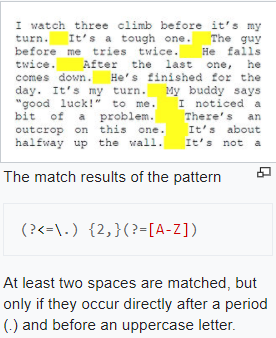 I watch three climb before it's my
turn.  It's a tough one.  The guy
before me tries twice.  He falls
twice.  After the last one, he
comes down.  He's finished for the
day. It's my turn.  My buddy says
"good luck!" to me.  I noticed a
bit of a problem.  There's an
outcrop on this one.  It's about
halfway up the wall.  It's not a
The match results of the pattern
(?<=\.) {2,}(?=[A-Z])
At least two spaces are matched, but
only if they occur directly after a period
(.) and before an uppercase letter.